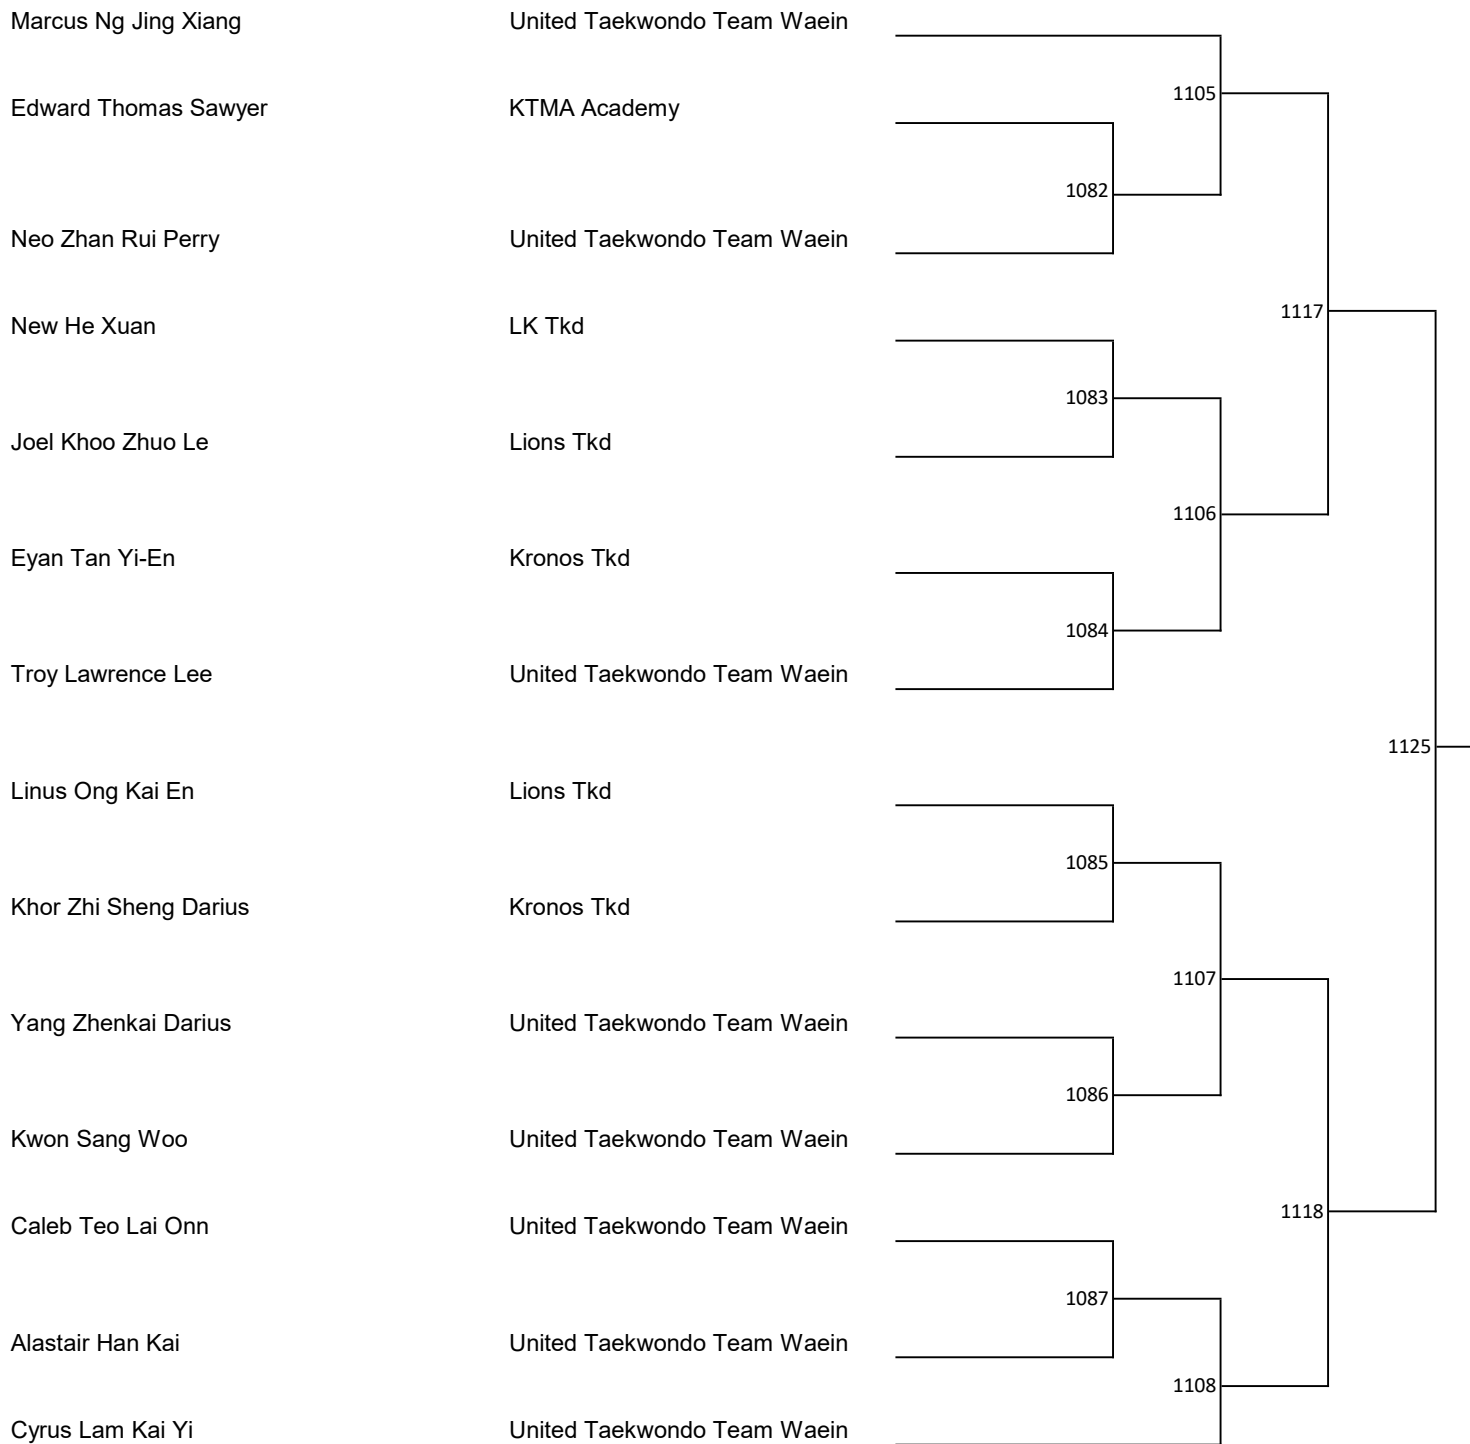 Marcus Ng Jing Xiang United Taekwondo Team Waein
1105
Edward Thomas Sawyer KTMA Academy
1082
Neo Zhan Rui Perry United Taekwondo Team Waein
1117
New He Xuan LK Tkd
1083
Joel Khoo Zhuo Le Lions Tkd
1106
Eyan Tan Yi-En Kronos Tkd
1084
Troy Lawrence Lee United Taekwondo Team Waein
1125
Linus Ong Kai En Lions Tkd
1085
Khor Zhi Sheng Darius Kronos Tkd
1107
Yang Zhenkai Darius United Taekwondo Team Waein
1086
Kwon Sang Woo United Taekwondo Team Waein
1118
Caleb Teo Lai Onn United Taekwondo Team Waein
1087
Alastair Han Kai United Taekwondo Team Waein
1108
Cyrus Lam Kai Yi United Taekwondo Team Waein